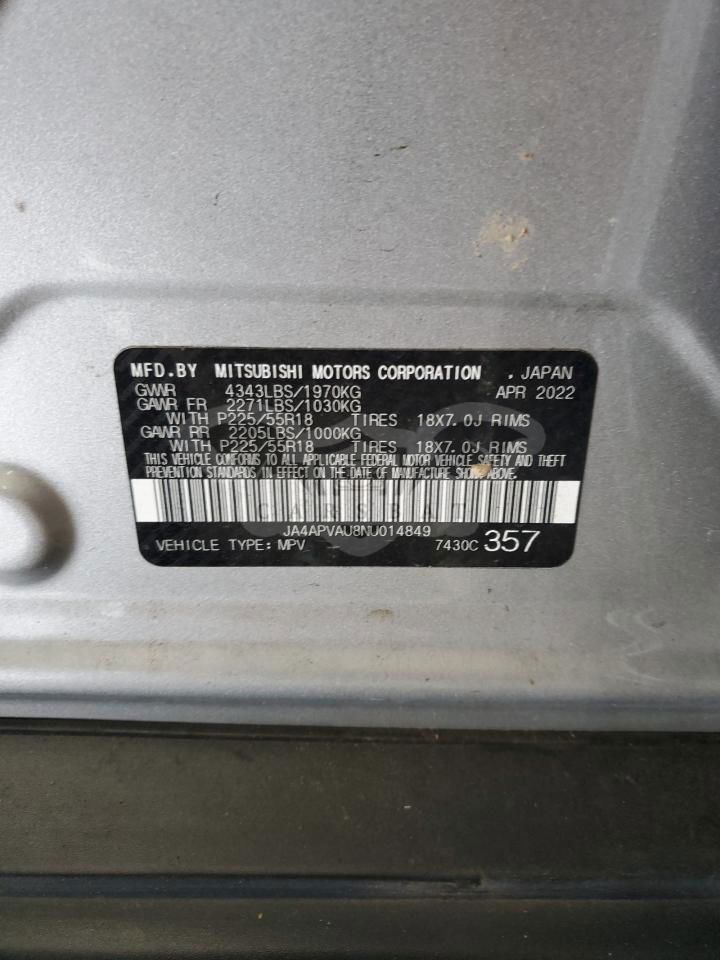 MFD.BY MITSUBISHI MOTORS CORPORATION , JAPAN
GVWR 4343LBS/1970KG APR 2022
GAWR FR 2271LBS/1030KG
WITH P225/55R18 TIRES 18X7.0J RIMS
GAWR RR 2205LBS/1000KG
WITH P225/55R18 TIRES 18X7.0J RIMS
THIS VEHICLE CONFORMS TO ALL APPLICABLE FEDERAL MOTOR VEHICLE SAFETY AND THEFT
PREVENTION STANDARDS IN EFFECT ON THE DATE OF MANUFACTURE SHOWN ABOVE.
JA4APVAU8NU014849
VEHICLE TYPE: MPV 7430C 357